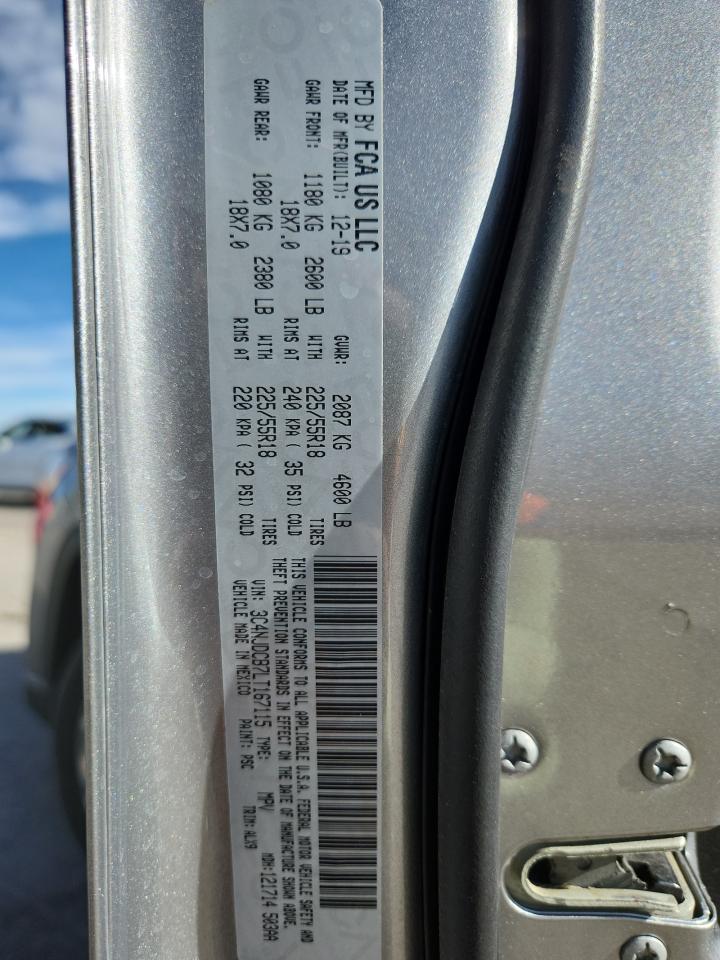 MFD BY FCA US LLC
DATE OF MFR(BUILT): 12-19 GVWR: 2087 KG 4600 LB
GAWR FRONT: 1180 KG 2600 LB WITH 225/55R18 TIRES
18X7.0 RIMS AT 240 KPA ( 35 PSI) COLD
GAWR REAR: 1080 KG 2380 LB WITH 225/55R18 TIRES
18X7.0 RIMS AT 220 KPA ( 32 PSI) COLD
THIS VEHICLE CONFORMS TO ALL APPLICABLE U.S.A. FEDERAL MOTOR VEHICLE SAFETY AND
THEFT PREVENTION STANDARDS IN EFFECT ON THE DATE OF MANUFACTURE SHOWN ABOVE.
VIN: 3C4NJDCB7LT167115 TYPE: MPV MDH: 121714 503AA
VEHICLE MADE IN MEXICO PAINT: PSC TRIM: ALX9